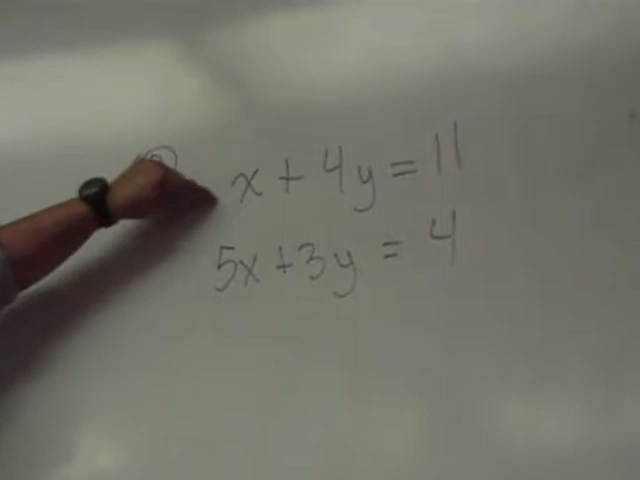 x + 4y = 11
5x + 3y = 4